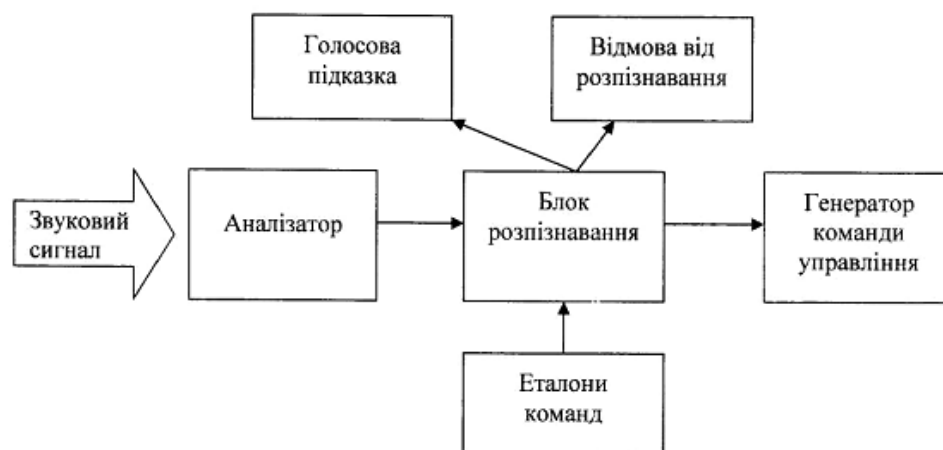 Голосова
підказка
Відмова від
розпізнавання
Звуковий
сигнал
Аналізатор
Блок
розпізнавання
Генератор
команди
управління
Еталони
команд